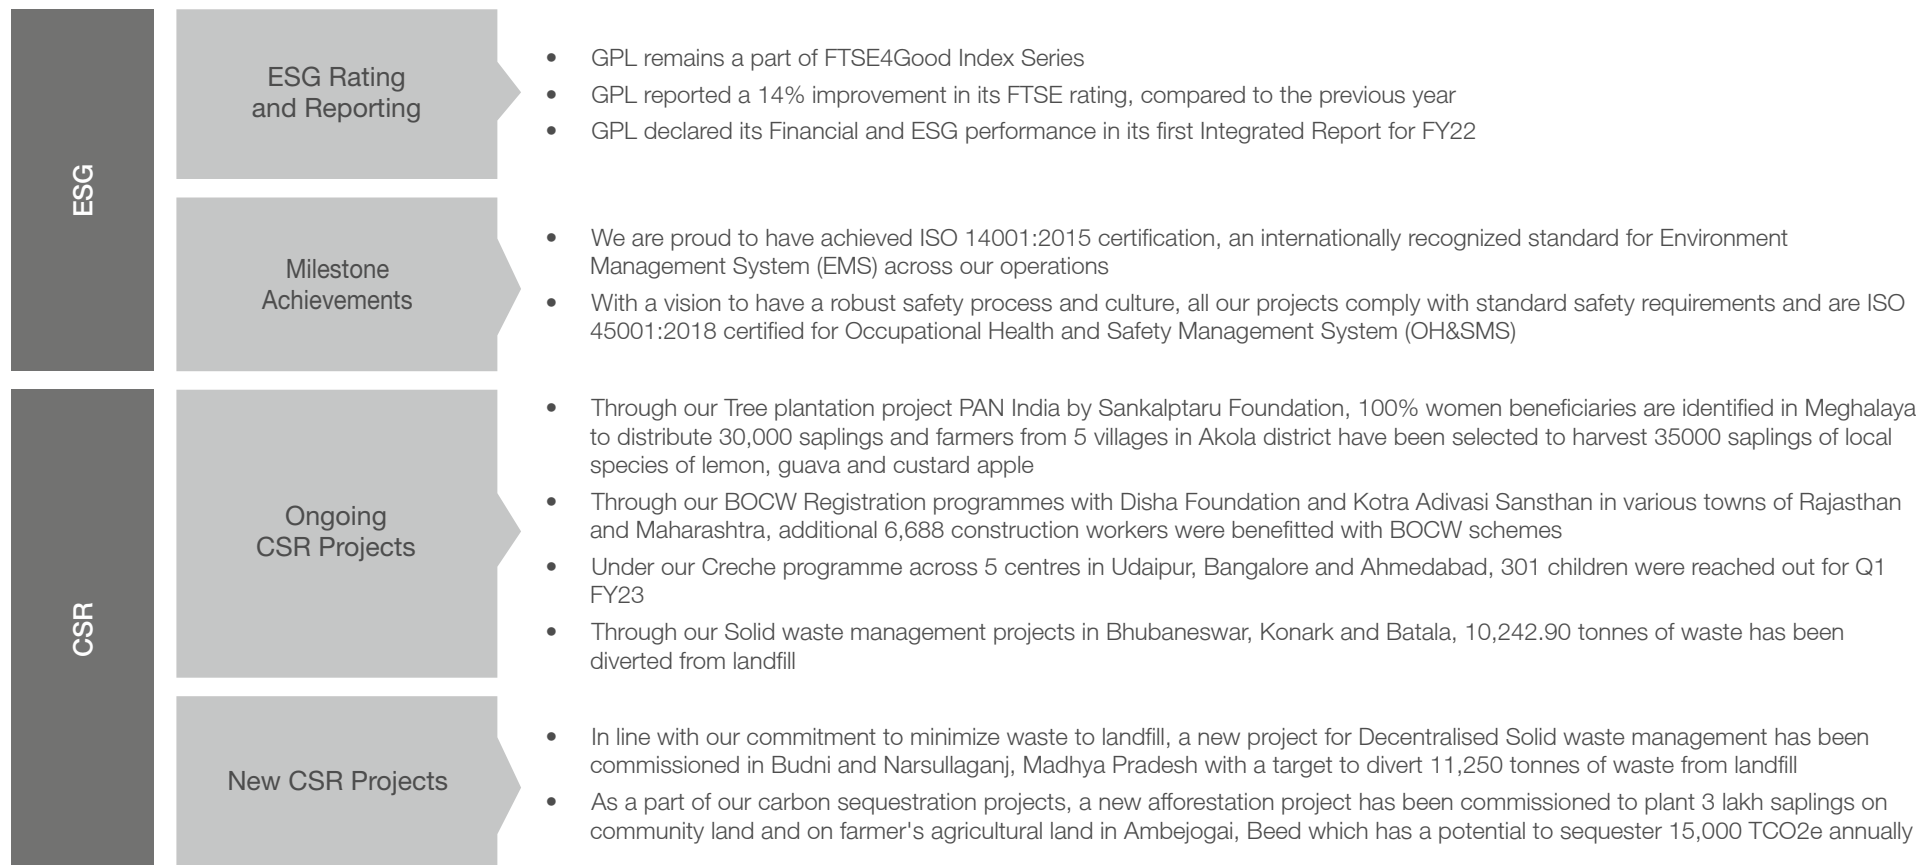 ESG
ESG Rating
and Reporting
• GPL remains a part of FTSE4Good Index Series
• GPL reported a 14% improvement in its FTSE rating, compared to the previous year
• GPL declared its Financial and ESG performance in its first Integrated Report for FY22
Milestone
Achievements
• We are proud to have achieved ISO 14001:2015 certification, an internationally recognized standard for Environment
Management System (EMS) across our operations
• With a vision to have a robust safety process and culture, all our projects comply with standard safety requirements and are ISO
45001:2018 certified for Occupational Health and Safety Management System (OH&SMS)
CSR
Ongoing
CSR Projects
• Through our Tree plantation project PAN India by Sankalptaru Foundation, 100% women beneficiaries are identified in Meghalaya
to distribute 30,000 saplings and farmers from 5 villages in Akola district have been selected to harvest 35000 saplings of local
species of lemon, guava and custard apple
• Through our BOCW Registration programmes with Disha Foundation and Kotra Adivasi Sansthan in various towns of Rajasthan
and Maharashtra, additional 6,688 construction workers were benefitted with BOCW schemes
• Under our Creche programme across 5 centres in Udaipur, Bangalore and Ahmedabad, 301 children were reached out for Q1
FY23
• Through our Solid waste management projects in Bhubaneswar, Konark and Batala, 10,242.90 tonnes of waste has been
diverted from landfill
New CSR Projects
• In line with our commitment to minimize waste to landfill, a new project for Decentralised Solid waste management has been
commissioned in Budni and Narsullaganj, Madhya Pradesh with a target to divert 11,250 tonnes of waste from landfill
• As a part of our carbon sequestration projects, a new afforestation project has been commissioned to plant 3 lakh saplings on
community land and on farmer's agricultural land in Ambejogai, Beed which has a potential to sequester 15,000 TCO2e annually